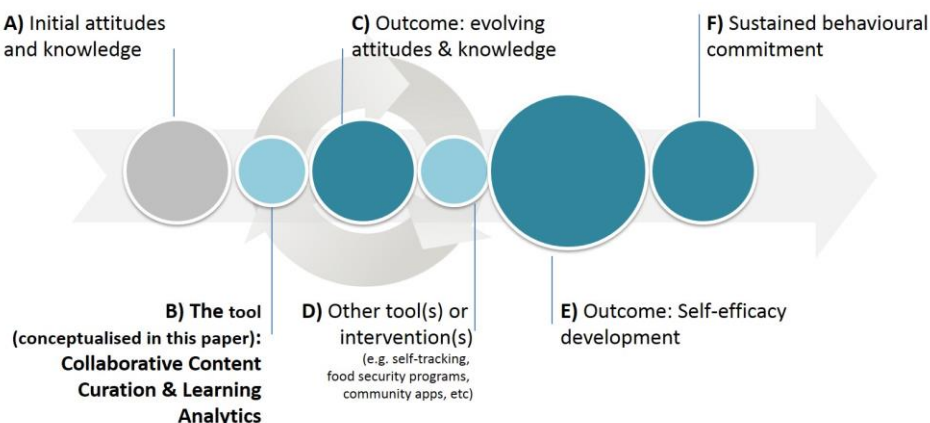 A) Initial attitudes
and knowledge
C) Outcome: evolving
attitudes & knowledge
F) Sustained behavioural
commitment
B) The tool
(conceptualised in this paper):
Collaborative Content
Curation & Learning
Analytics
D) Other tool(s) or
intervention(s)
(e.g. self-tracking,
food security programs,
community apps, etc)
E) Outcome: Self-efficacy
development